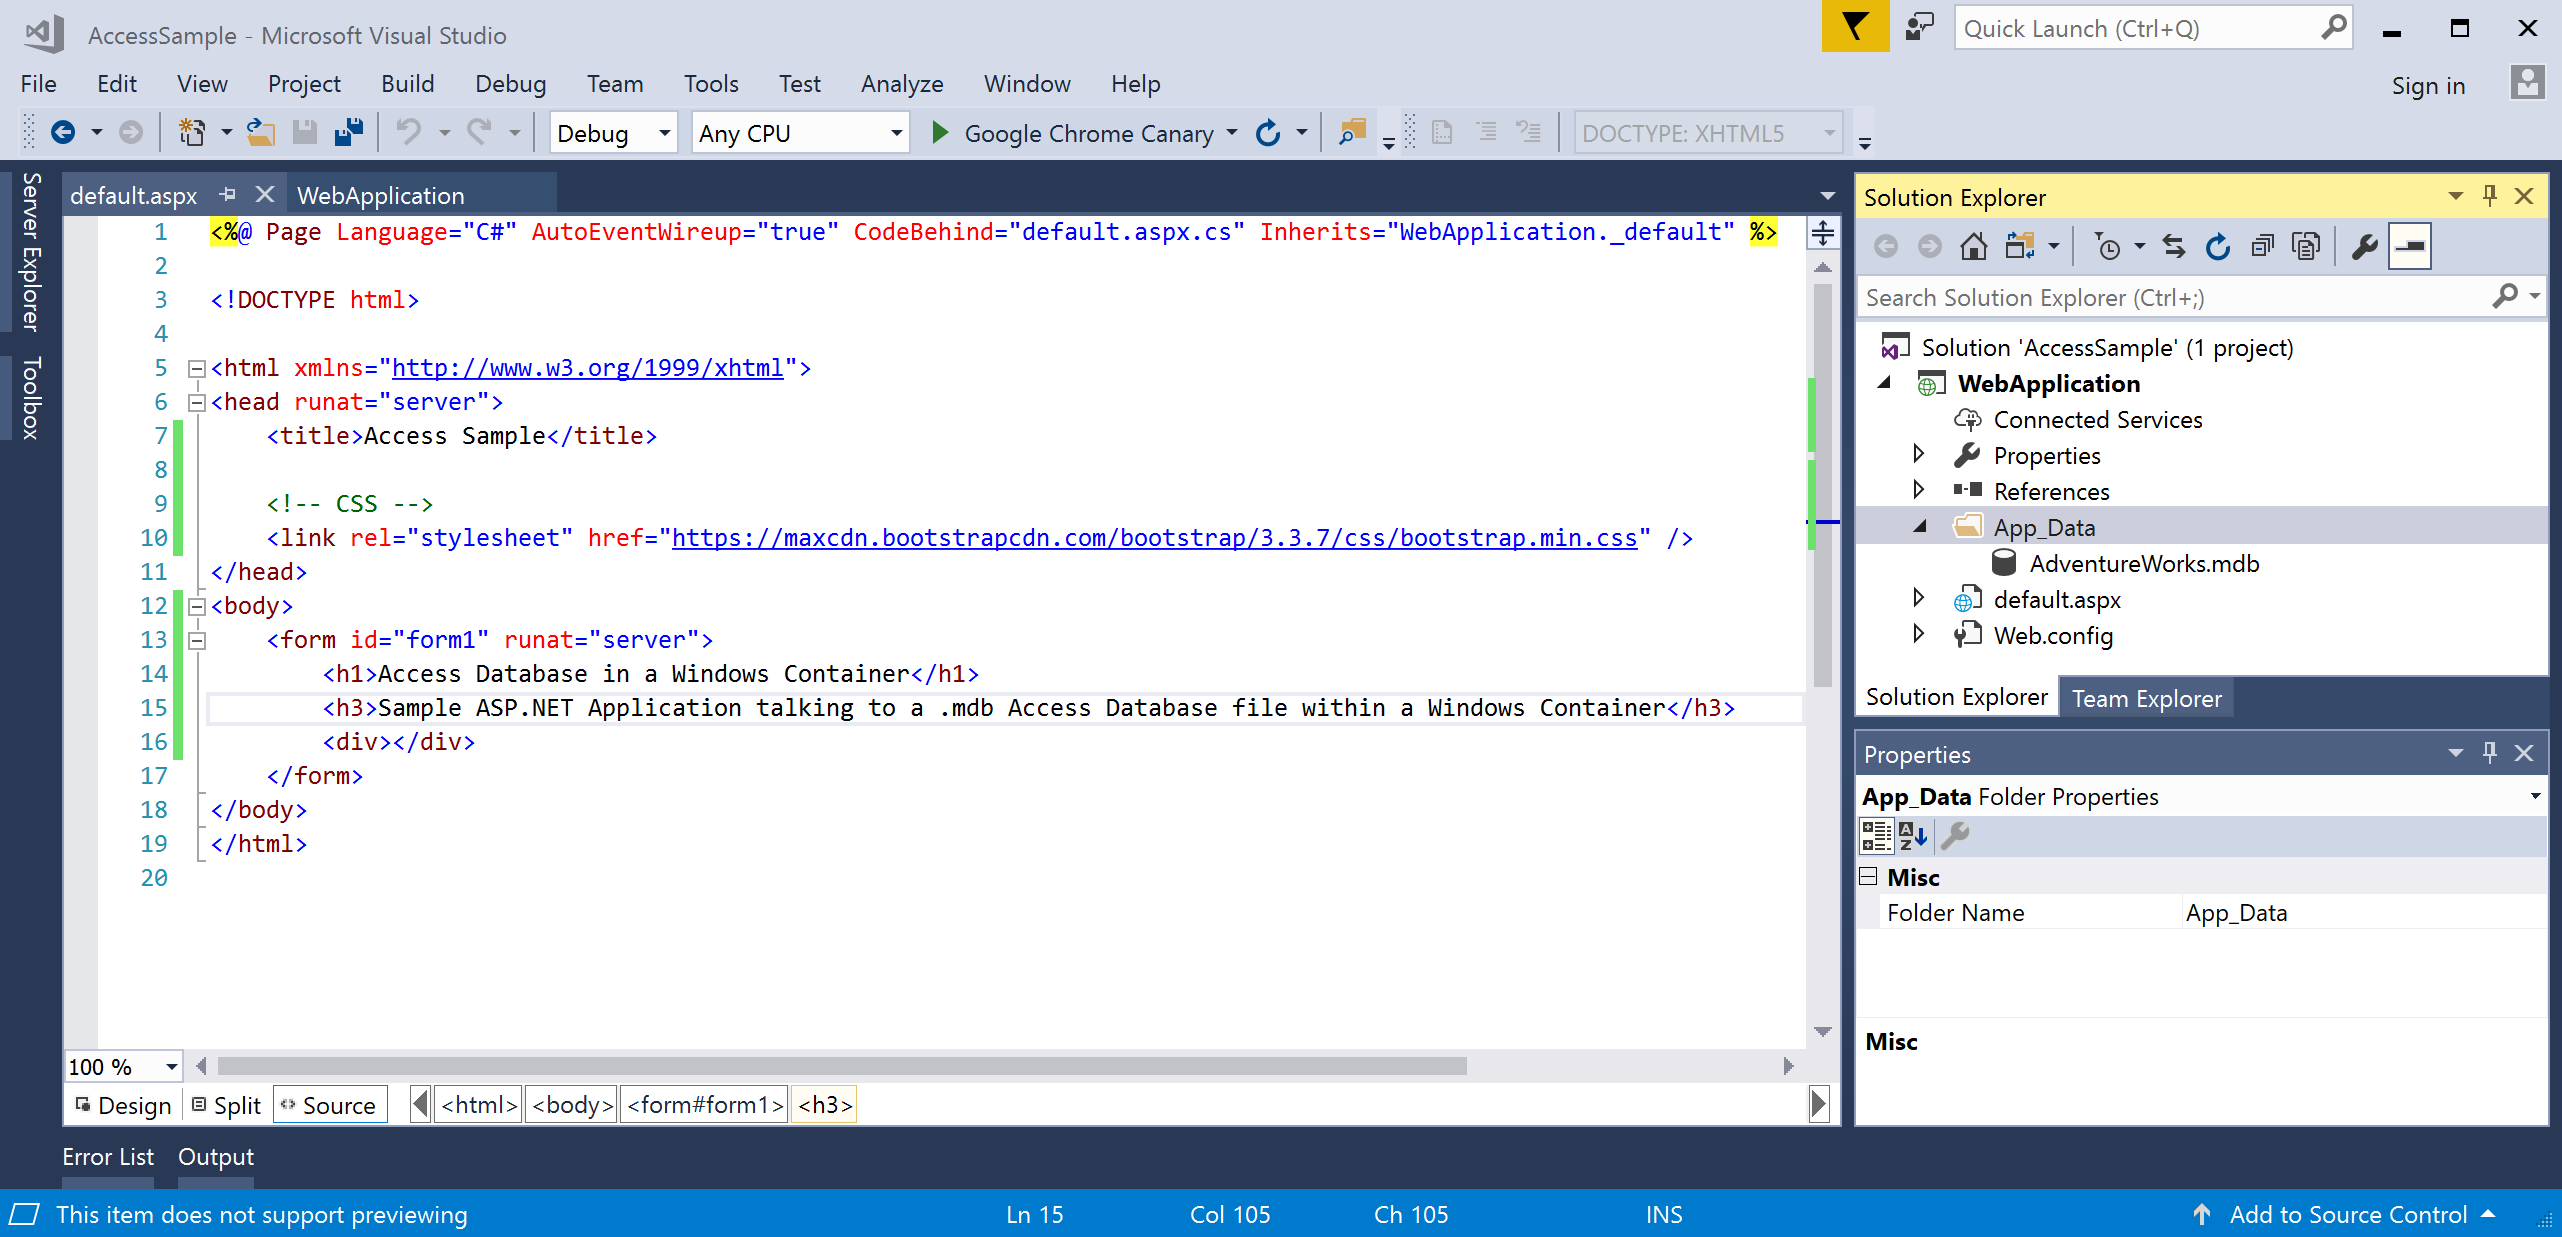 AccessSample - Microsoft Visual Studio
Quick Launch (Ctrl+Q)
File Edit View Project Build Debug Team Tools Test Analyze Window Help
Sign in
Debug Any CPU Google Chrome Canary DOCTYPE: XHTML5
Server Explorer
Toolbox
default.aspx WebApplication
1 <%@ Page Language="C#" AutoEventWireup="true" CodeBehind="default.aspx.cs" Inherits="WebApplication._default" %>
2
3 <!DOCTYPE html>
4
5 <html xmlns="http://www.w3.org/1999/xhtml">
6 <head runat="server">
7 <title>Access Sample</title>
8
9 <!-- CSS -->
10 <link rel="stylesheet" href="https://maxcdn.bootstrapcdn.com/bootstrap/3.3.7/css/bootstrap.min.css" />
11 </head>
12 <body>
13 <form id="form1" runat="server">
14 <h1>Access Database in a Windows Container</h1>
15 <h3>Sample ASP.NET Application talking to a .mdb Access Database file within a Windows Container</h3>
16 <div></div>
17 </form>
18 </body>
19 </html>
20
100 %
Design Split Source <html> <body> <form#form1> <h3>
Solution Explorer
Search Solution Explorer (Ctrl+;)
Solution 'AccessSample' (1 project)
WebApplication
Connected Services
Properties
References
App_Data
AdventureWorks.mdb
default.aspx
Web.config
Solution Explorer Team Explorer
Properties
App_Data Folder Properties
Misc
Folder Name App_Data
Misc
Error List Output
This item does not support previewing Ln 15 Col 105 Ch 105 INS Add to Source Control